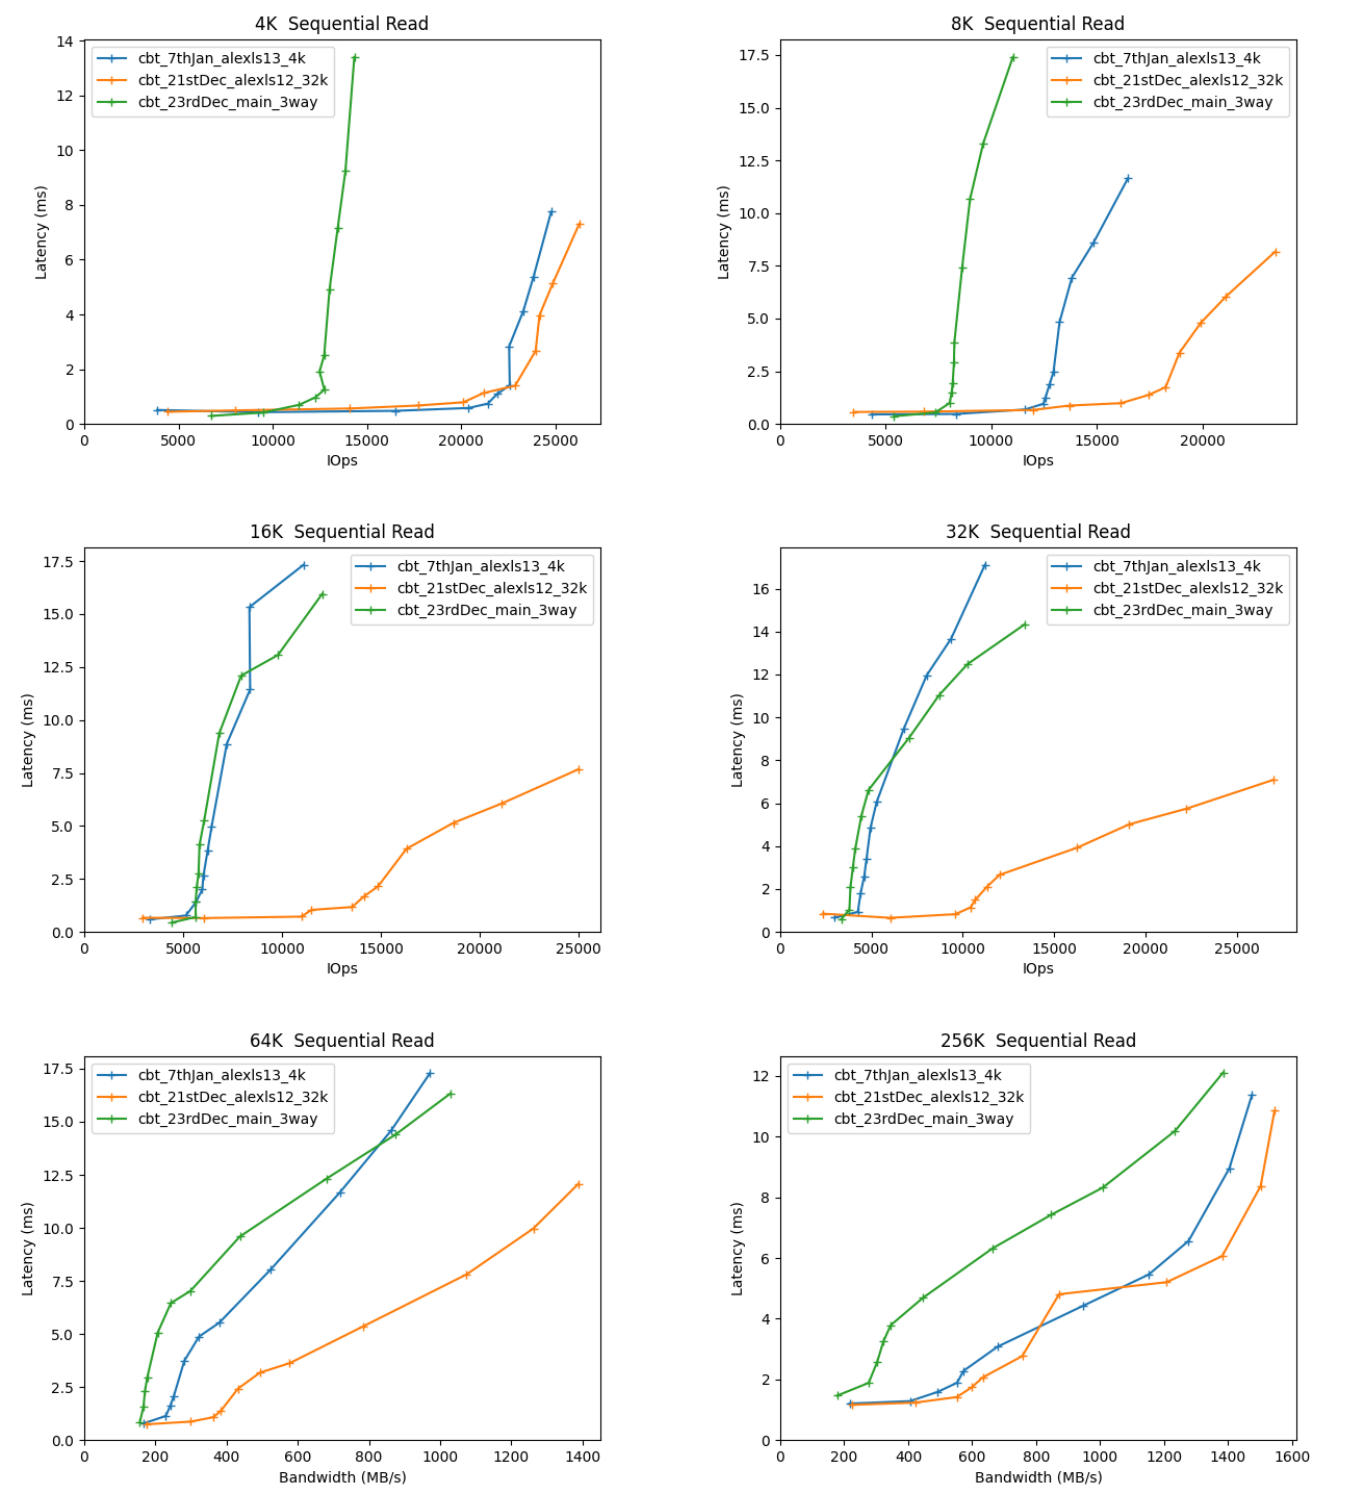 4K  Sequential Read
14
12
10
8
6
4
2
0
Latency (ms)
cbt_7thJan_alexls13_4k
cbt_21stDec_alexls12_32k
cbt_23rdDec_main_3way
0 5000 10000 15000 20000 25000
IOps
8K  Sequential Read
17.5
15.0
12.5
10.0
7.5
5.0
2.5
0.0
Latency (ms)
cbt_7thJan_alexls13_4k
cbt_21stDec_alexls12_32k
cbt_23rdDec_main_3way
0 5000 10000 15000 20000
IOps
16K  Sequential Read
17.5
15.0
12.5
10.0
7.5
5.0
2.5
0.0
Latency (ms)
cbt_7thJan_alexls13_4k
cbt_21stDec_alexls12_32k
cbt_23rdDec_main_3way
0 5000 10000 15000 20000 25000
IOps
32K  Sequential Read
16
14
12
10
8
6
4
2
0
Latency (ms)
cbt_7thJan_alexls13_4k
cbt_21stDec_alexls12_32k
cbt_23rdDec_main_3way
0 5000 10000 15000 20000 25000
IOps
64K  Sequential Read
17.5
15.0
12.5
10.0
7.5
5.0
2.5
0.0
Latency (ms)
cbt_7thJan_alexls13_4k
cbt_21stDec_alexls12_32k
cbt_23rdDec_main_3way
0 200 400 600 800 1000 1200 1400
Bandwidth (MB/s)
256K  Sequential Read
12
10
8
6
4
2
0
Latency (ms)
cbt_7thJan_alexls13_4k
cbt_21stDec_alexls12_32k
cbt_23rdDec_main_3way
0 200 400 600 800 1000 1200 1400 1600
Bandwidth (MB/s)